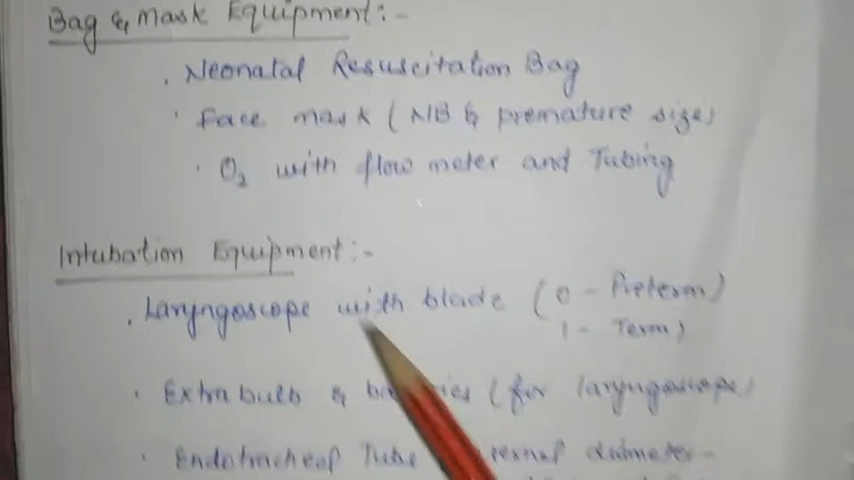 Bag & Mask Equipment:-
. Neonatal Resuscitation Bag
· Face mask (NB & premature size)
· O₂ with flow meter and Tubing
Intubation Equipment:-
. Laryngoscope with blade (0 - Preterm)
1 - Term)
· Extra bulb & (for laryngoscope)
· Endotracheal Tube diameter-